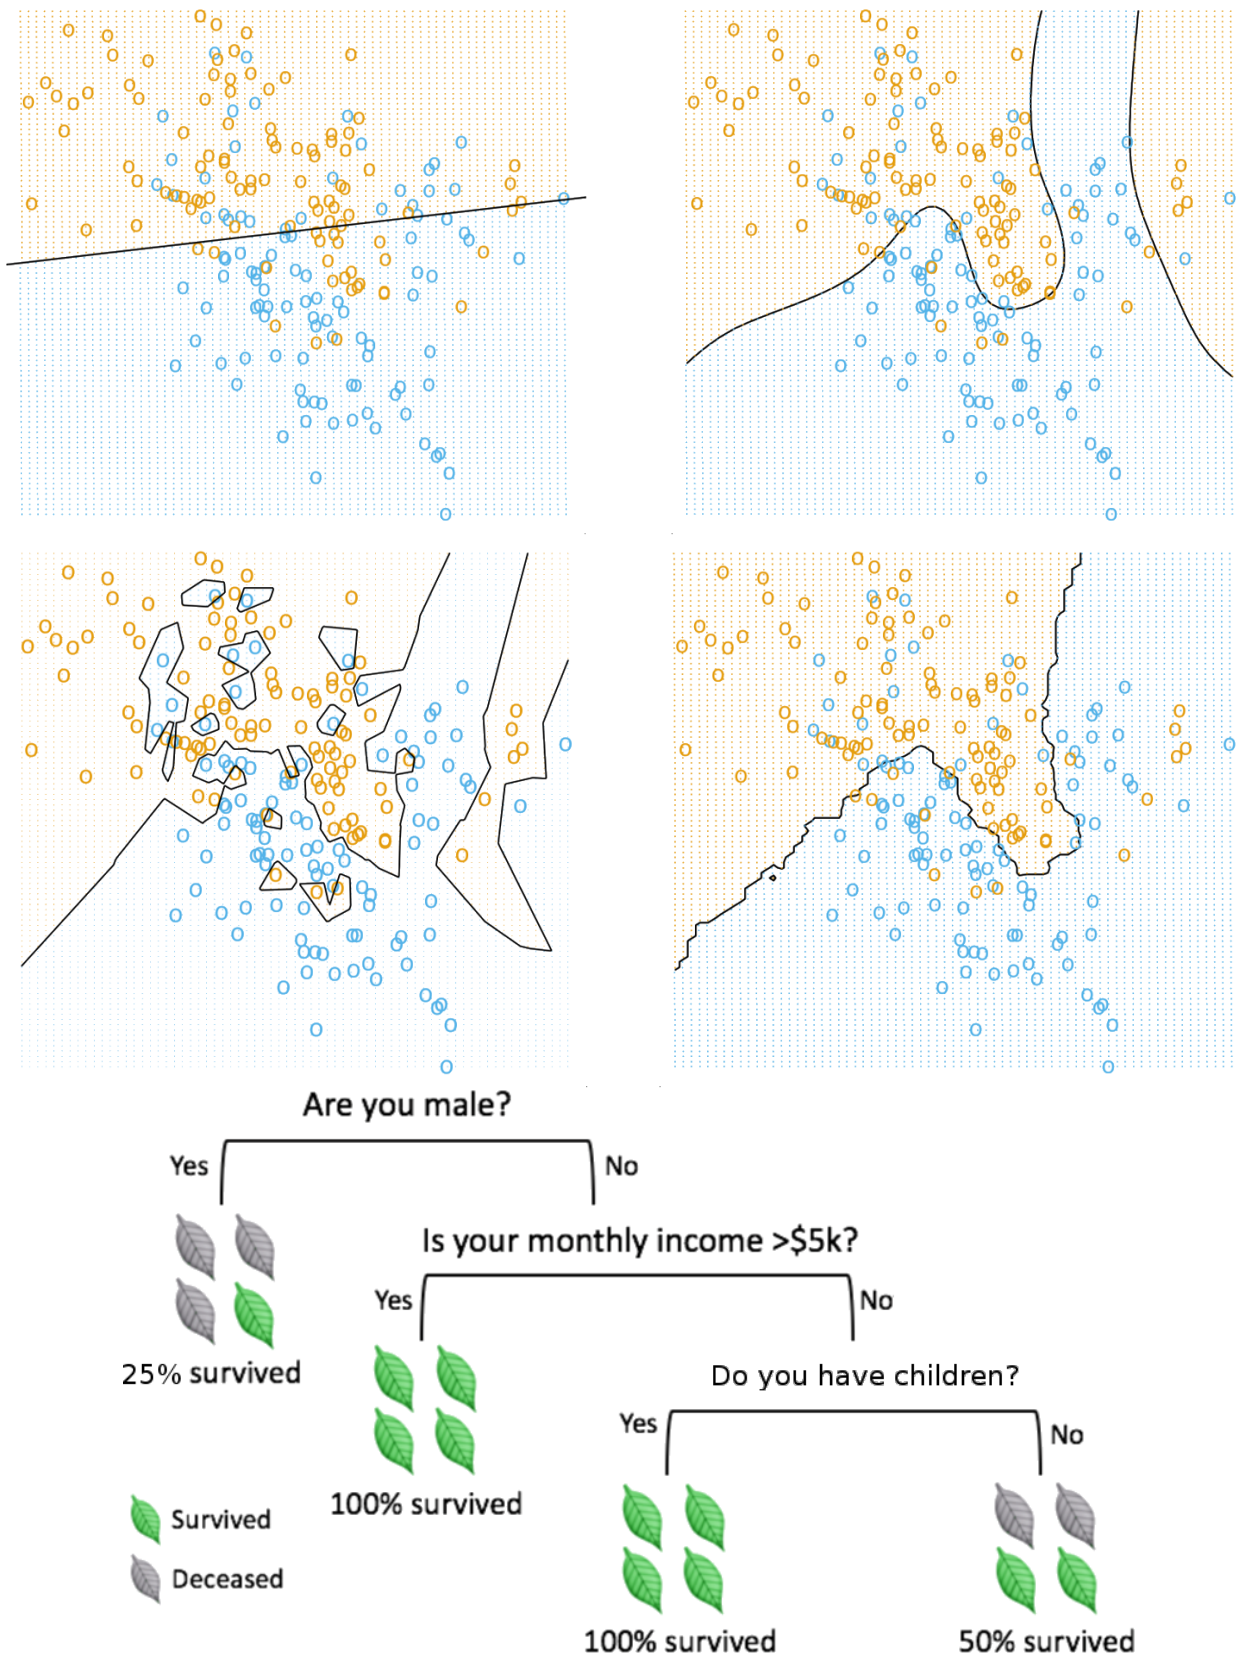 Are you male?
Yes
No
Is your monthly income >$5k?
Yes
No
25% survived
Do you have children?
Yes
No
100% survived
Survived
Deceased
100% survived
50% survived